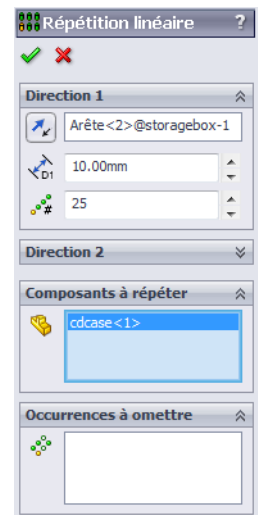 Répétition linéaire ?
Direction 1
Arête<2>@storagebox-1
D1 10.00mm
# 25
Direction 2
Composants à répéter
cdcase<1>
Occurrences à omettre